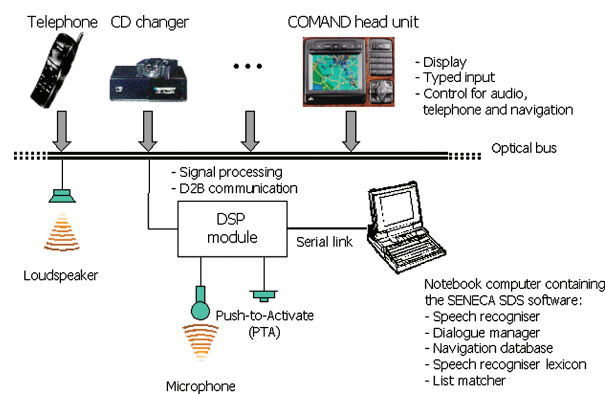 Telephone
CD changer
COMAND head unit
- Display
- Typed input
- Control for audio,
telephone and navigation
Optical bus
- Signal processing
- D2B communication
DSP
module
Serial link
Loudspeaker
Push-to-Activate
(PTA)
Microphone
Notebook computer containing
the SENECA SDS software:
- Speech recogniser
- Dialogue manager
- Navigation database
- Speech recogniser lexicon
- List matcher